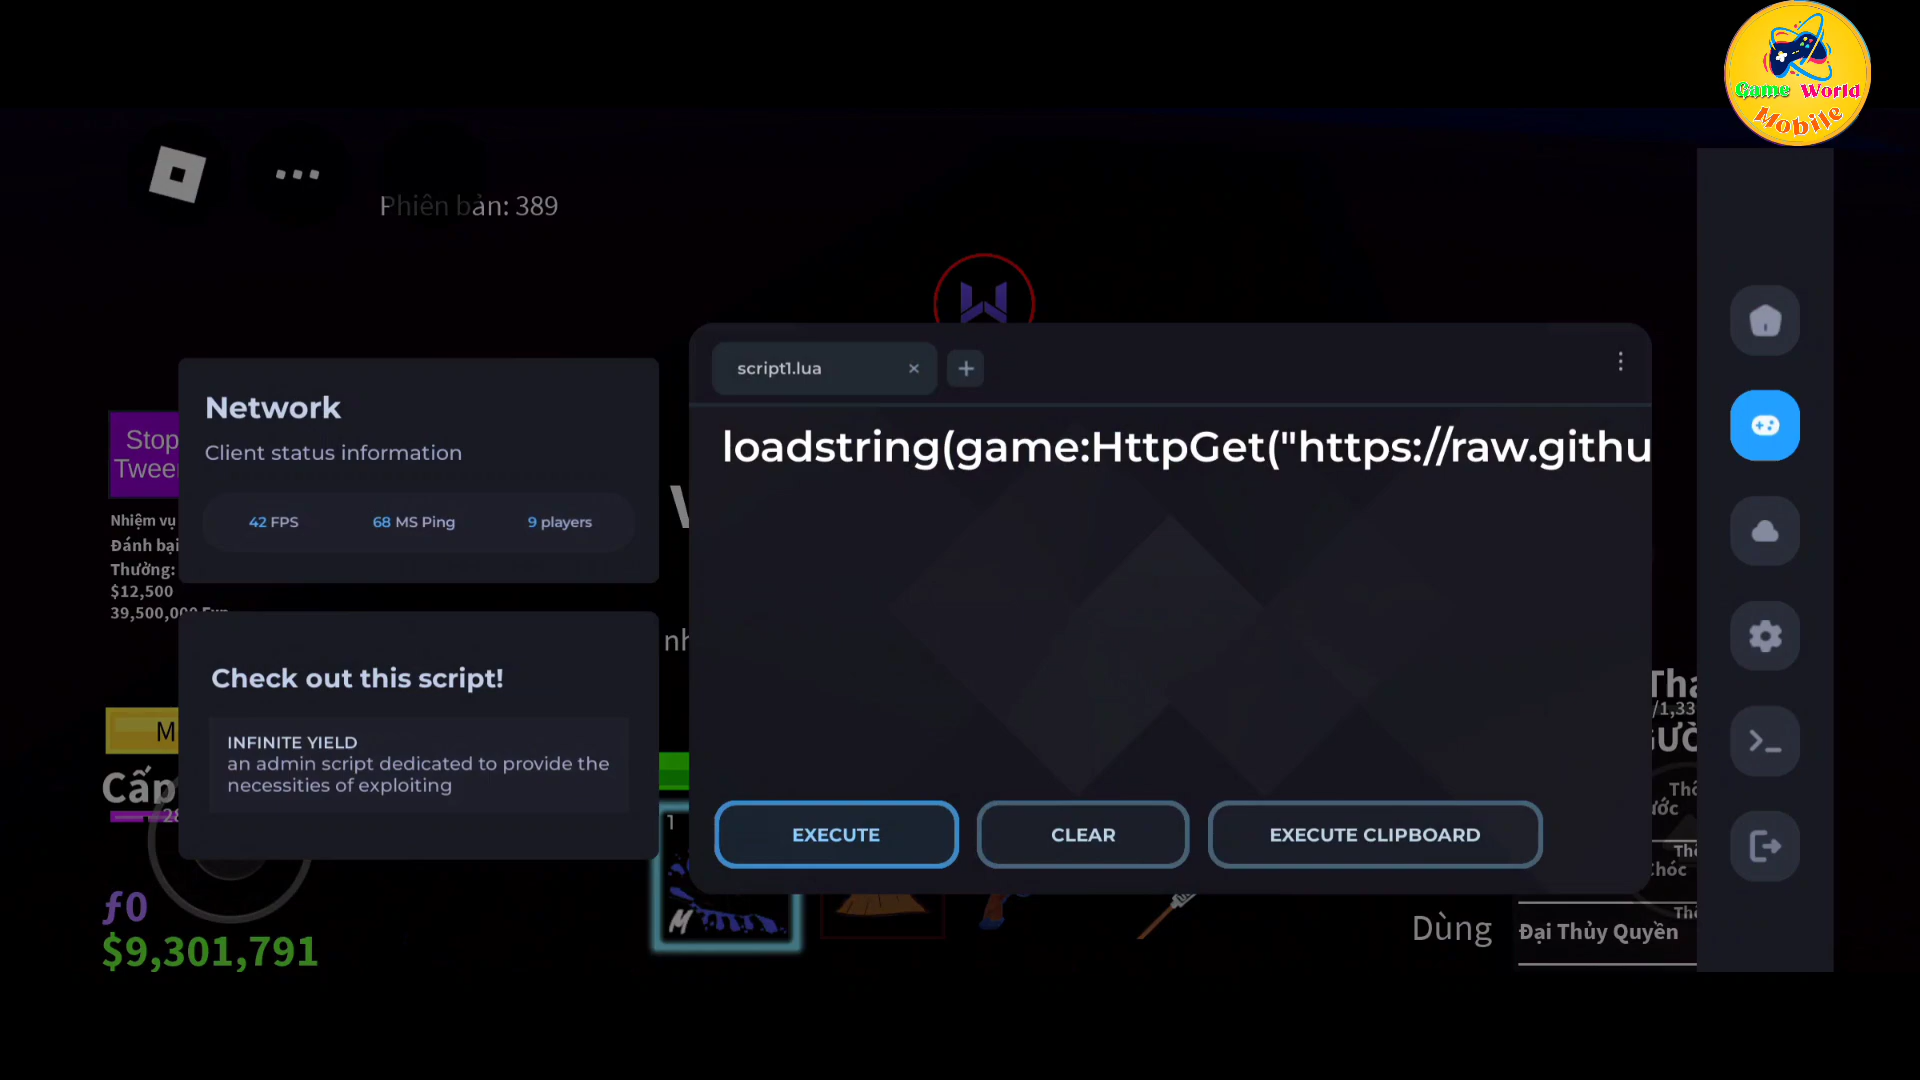 Game World
Mobile
Phiên bản: 389
script1.lua
loadstring(game:HttpGet("https://raw.githu
Network
Client status information
42 FPS
68 MS Ping
9 players
Stop
Nhiệm vụ
Đánh bại
Thưởng:
$12,500
Check out this script!
INFINITE YIELD
an admin script dedicated to provide the
necessities of exploiting
M
Cấp
28
1
EXECUTE
CLEAR
EXECUTE CLIPBOARD
ƒ0
$9,301,791
M
Dùng
Đại Thủy Quyền